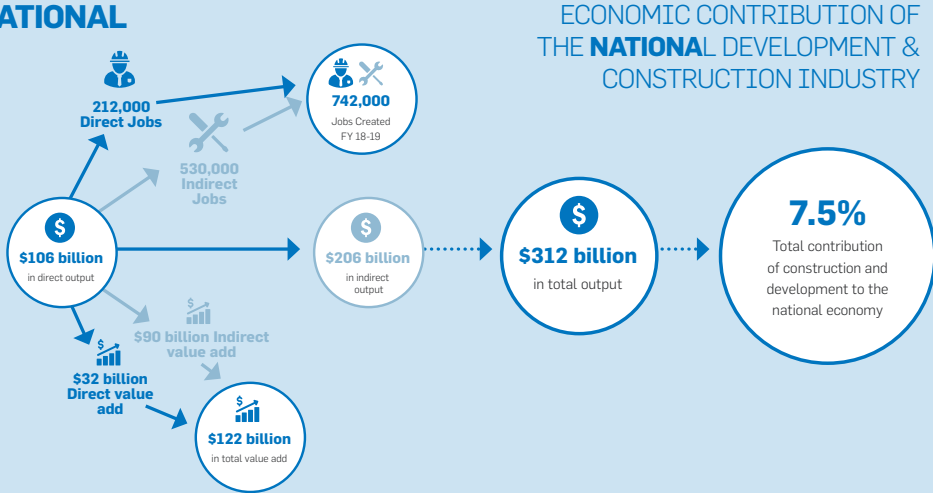 ATIONAL
ECONOMIC CONTRIBUTION OF
THE NATIONAL DEVELOPMENT &
CONSTRUCTION INDUSTRY
212,000
Direct Jobs
742,000
Jobs Created
FY 18-19
530,000
Indirect
Jobs
$
$106 billion
in direct output
$
$206 billion
in indirect
output
$
$312 billion
in total output
7.5%
Total contribution
of construction and
development to the
national economy
$
$90 billion Indirect
value add
$
$32 billion
Direct value
add
$
$122 billion
in total value add